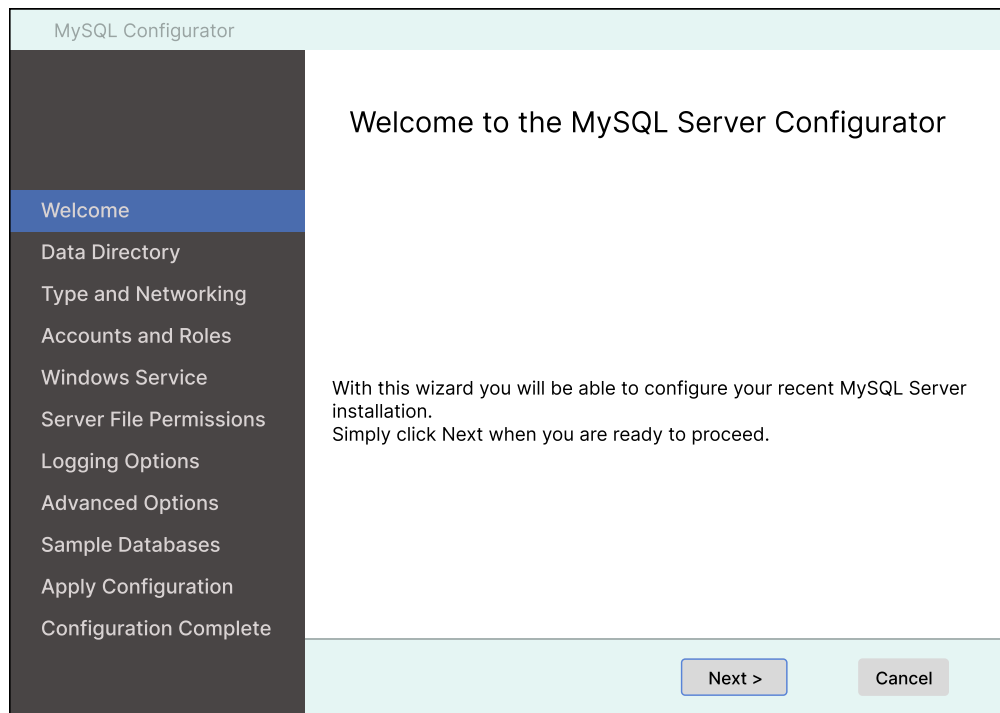 MySQL Configurator
Welcome to the MySQL Server Configurator
Welcome
Data Directory
Type and Networking
Accounts and Roles
Windows Service
Server File Permissions
Logging Options
Advanced Options
Sample Databases
Apply Configuration
Configuration Complete
With this wizard you will be able to configure your recent MySQL Server
installation.
Simply click Next when you are ready to proceed.
Next >
Cancel